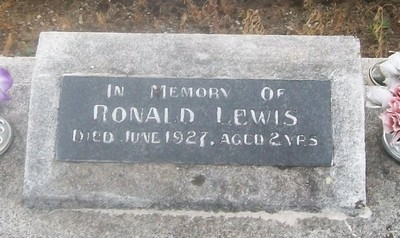 In Memory Of
Ronald Lewis
Died June 1927, Aged 2 Yrs